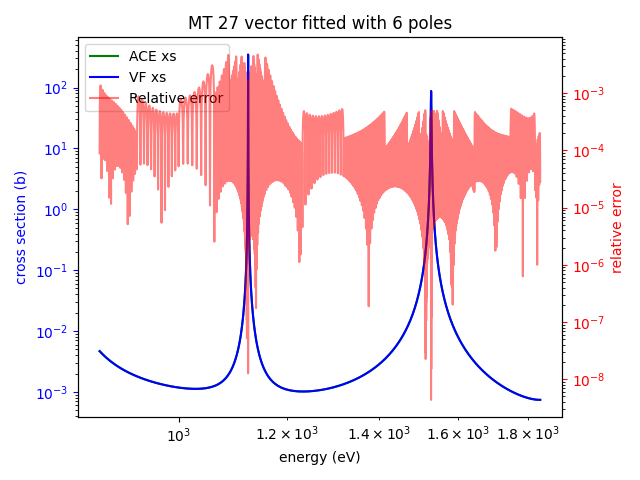 MT 27 vector fitted with 6 poles
ACE xs
VF xs
Relative error
cross section (b)
10²
10¹
10⁰
10⁻¹
10⁻²
10⁻³
10⁻³
10⁻⁴
10⁻⁵
10⁻⁶
10⁻⁷
10⁻⁸
relative error
10³
1.2 × 10³
1.4 × 10³
1.6 × 10³
1.8 × 10³
energy (eV)